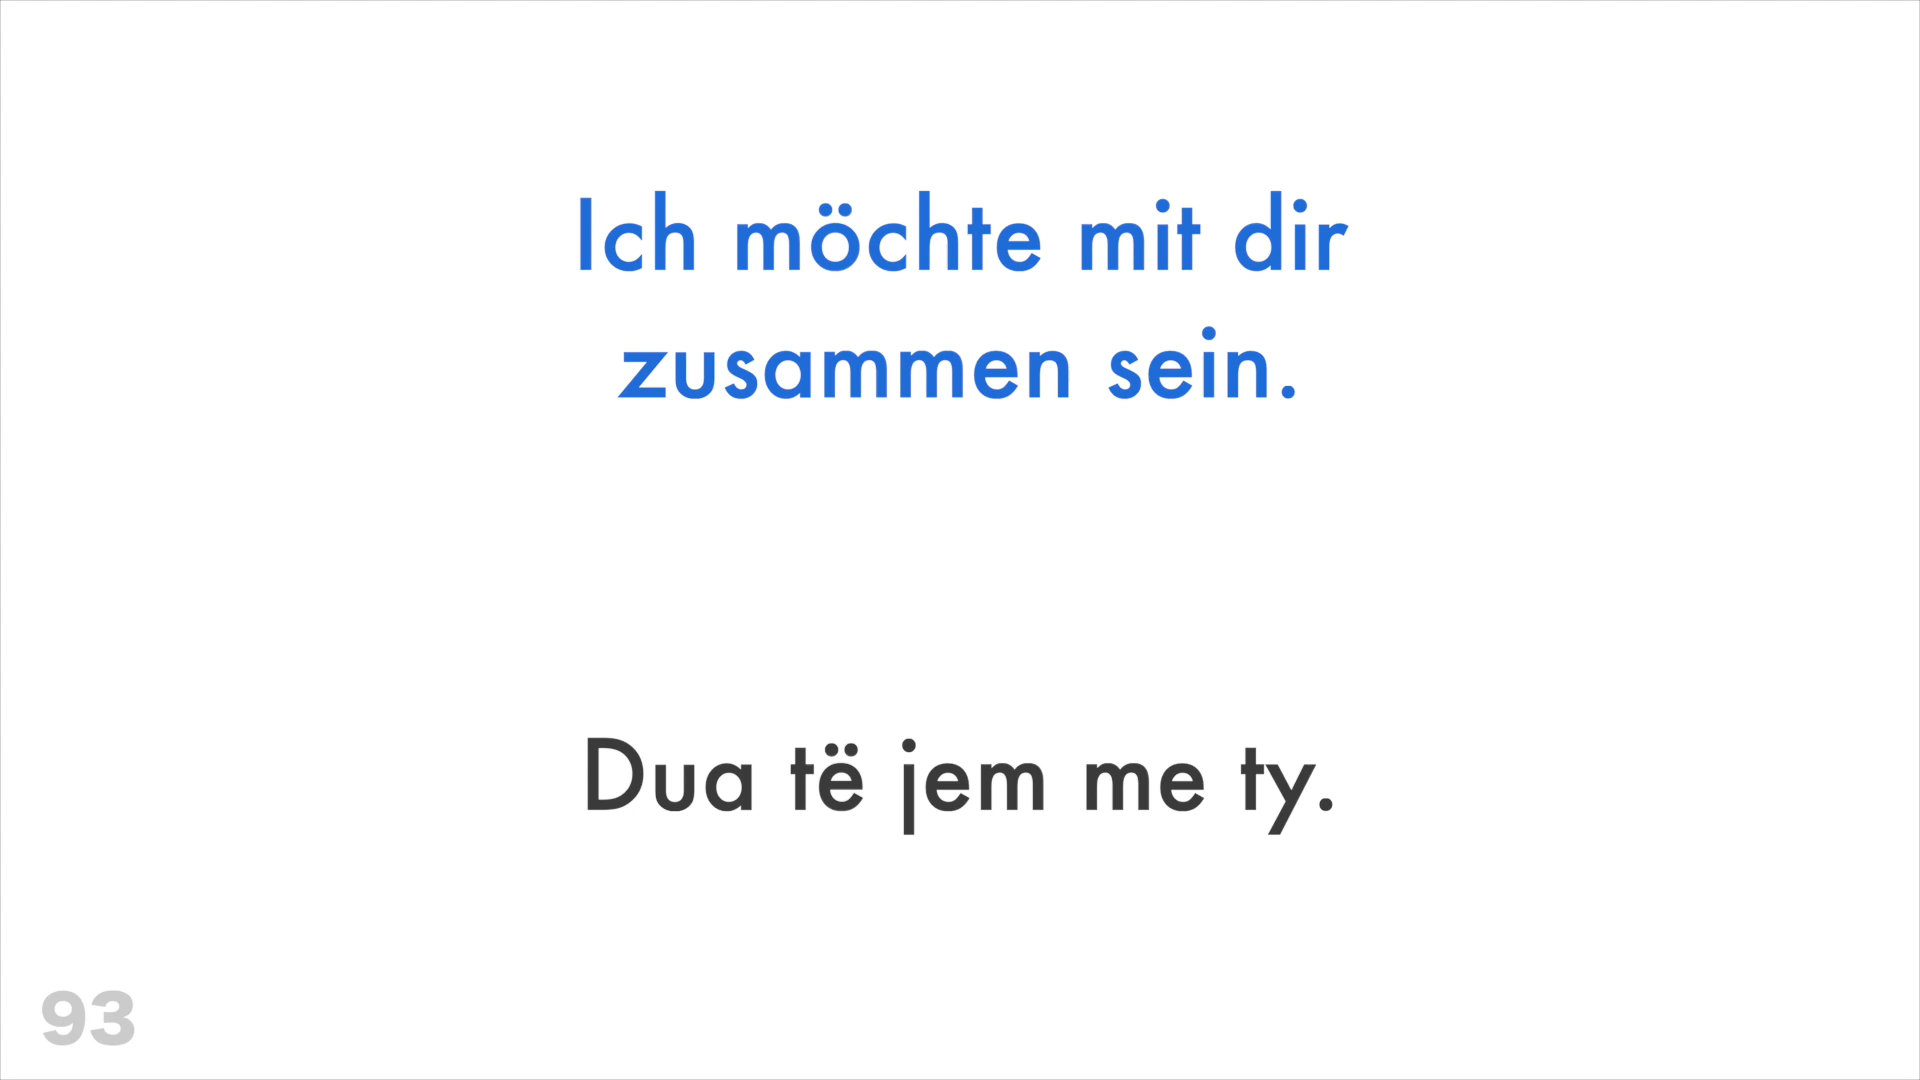 Ich möchte mit dir
zusammen sein.
Dua të jem me ty.
93